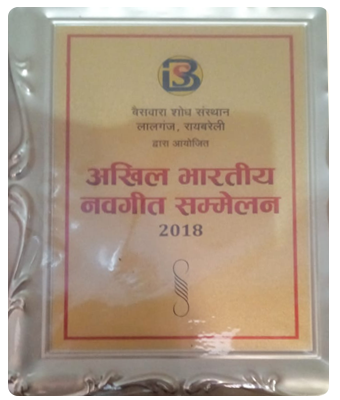 बैसवारा शोध संस्थान
लालगंज, रायबरेली
द्वारा आयोजित
अखिल भारतीय
नवगीत सम्मेलन
2018